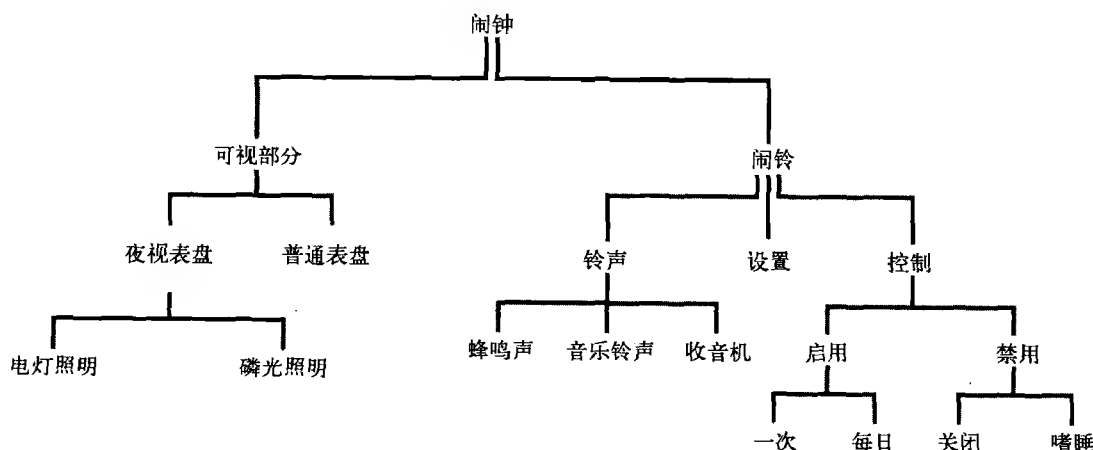 闹钟
可视部分
闹铃
夜视表盘
普通表盘
铃声
设置
控制
电灯照明
磷光照明
蜂鸣声
音乐铃声
收音机
启用
禁用
一次
每日
关闭
嗜睡